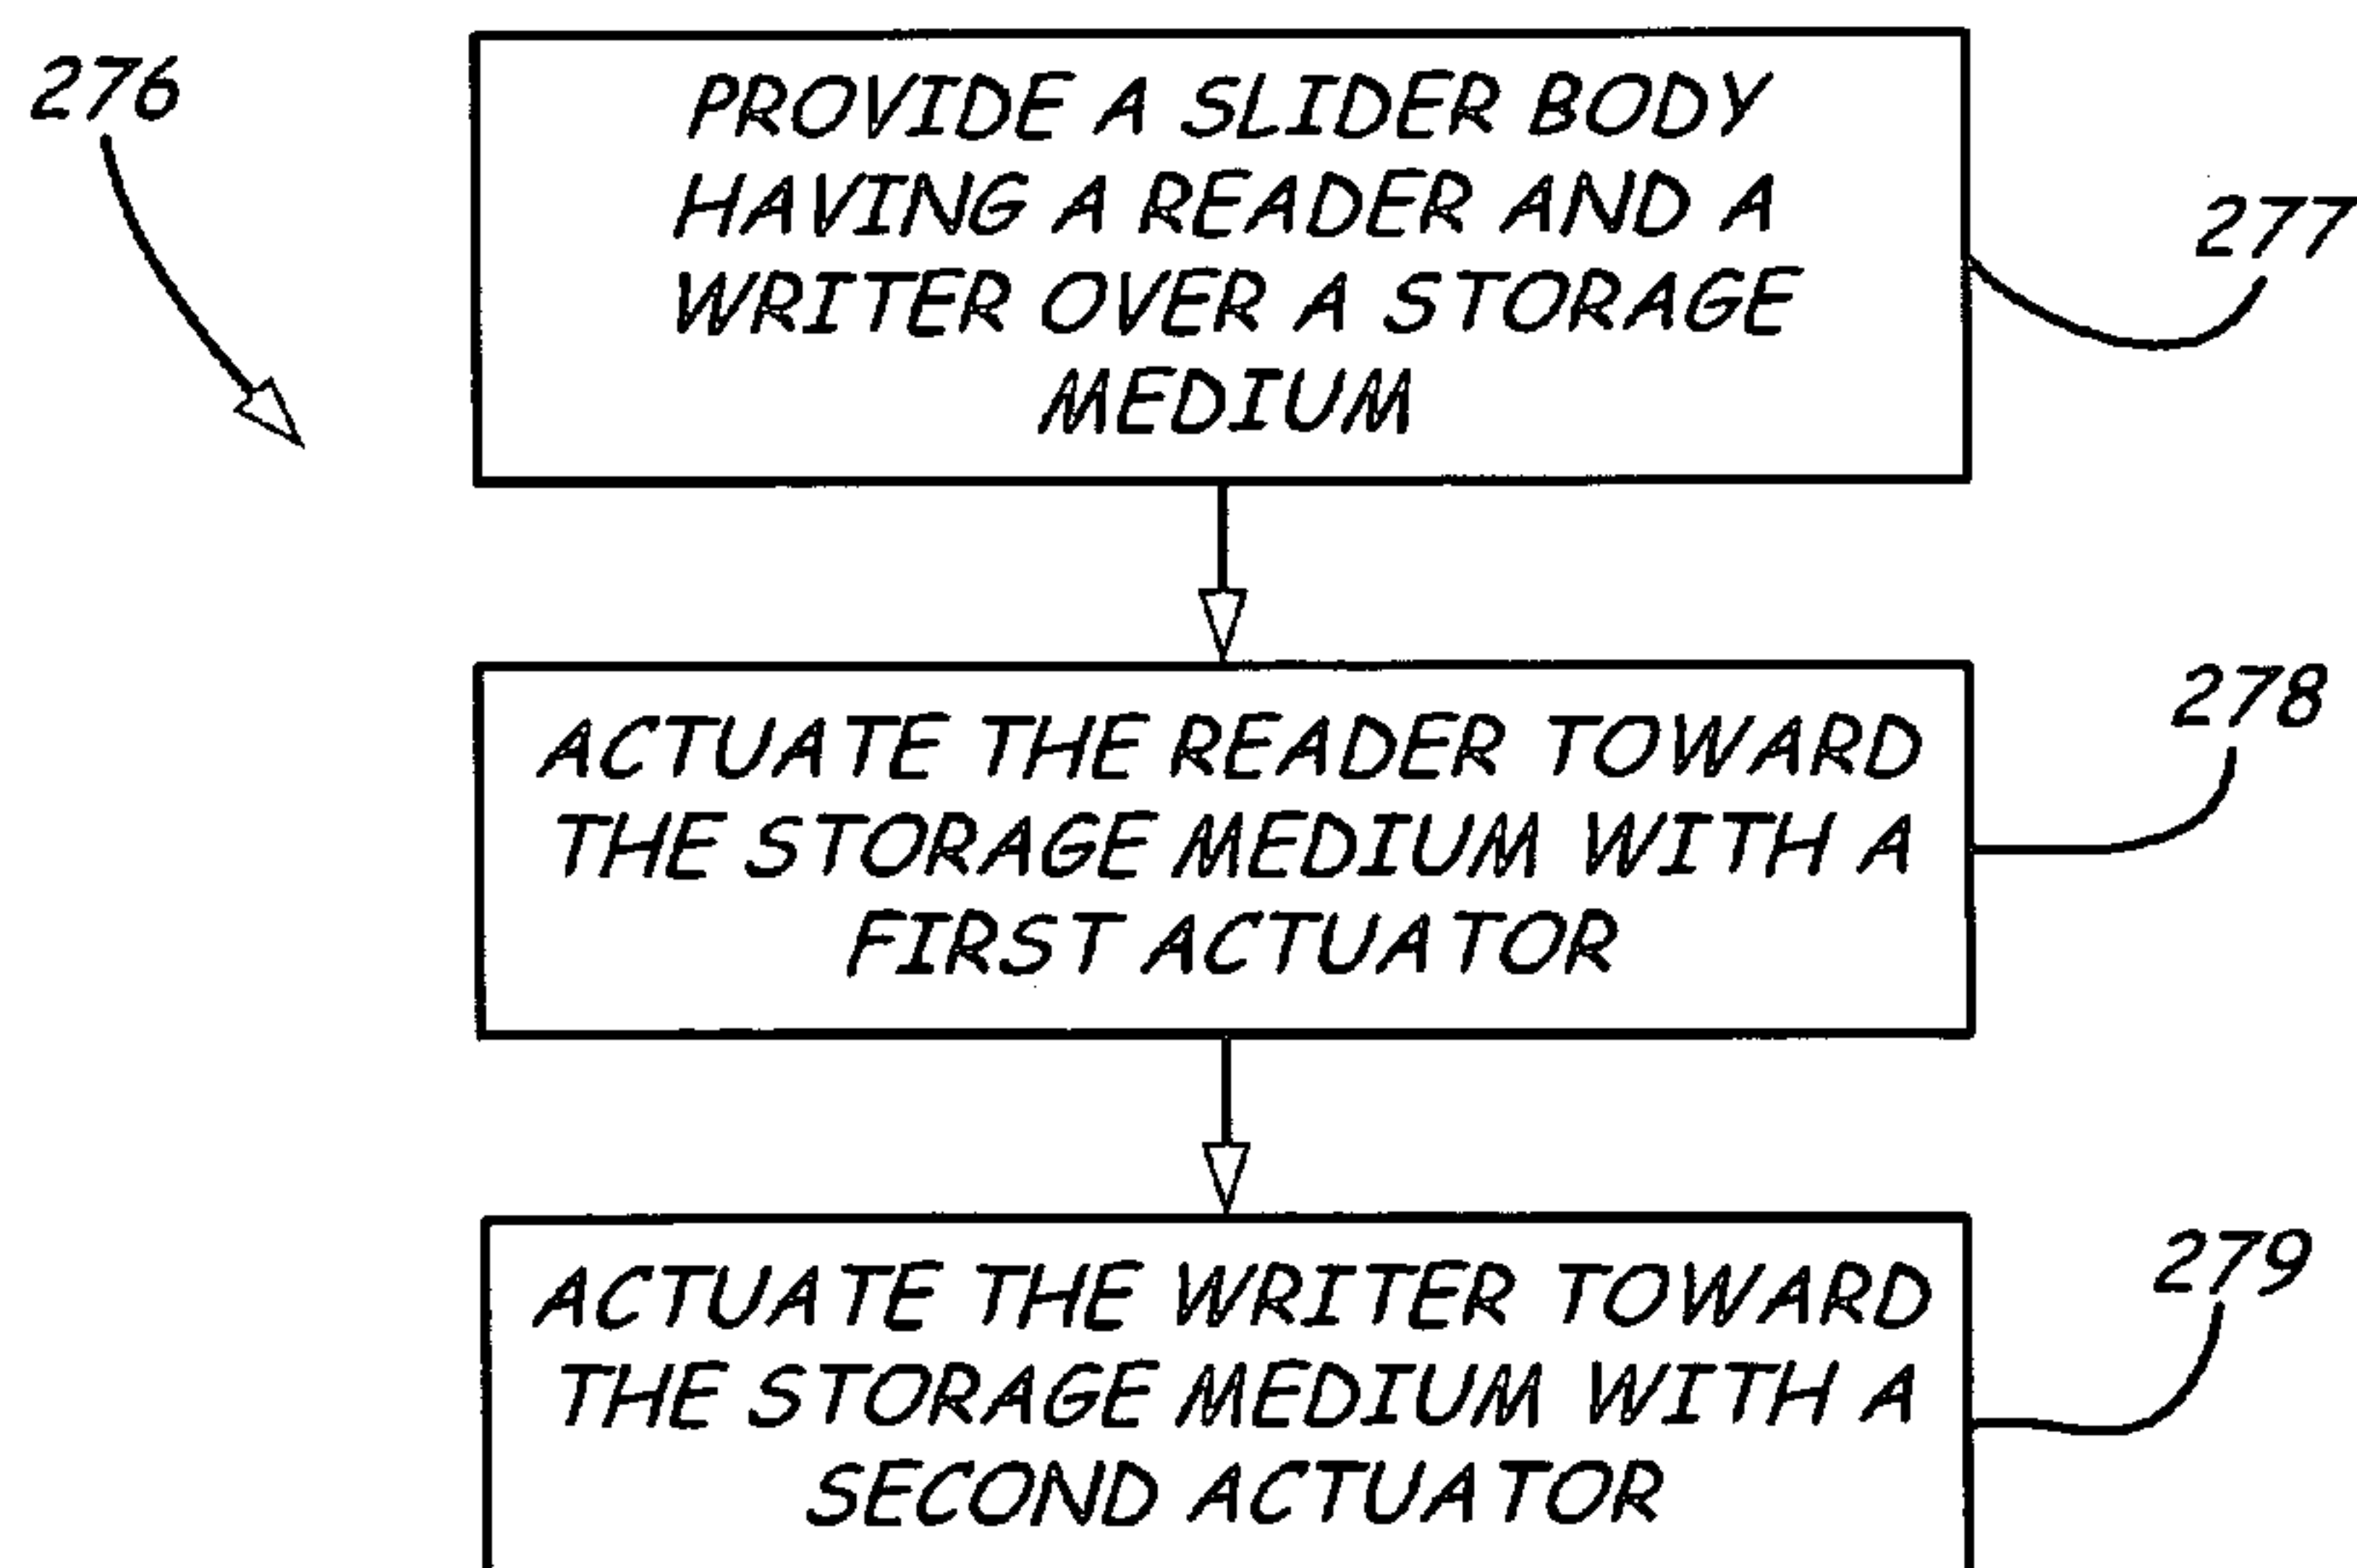 276
PROVIDE A SLIDER BODY
HAVING A READER AND A
WRITER OVER A STORAGE
MEDIUM
277
ACTUATE THE READER TOWARD
THE STORAGE MEDIUM WITH A
FIRST ACTUATOR
278
ACTUATE THE WRITER TOWARD
THE STORAGE MEDIUM WITH A
SECOND ACTUATOR
279